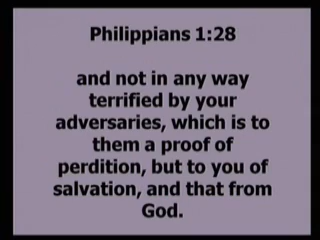 Philippians 1:28
and not in any way
terrified by your
adversaries, which is to
them a proof of
perdition, but to you of
salvation, and that from
God.